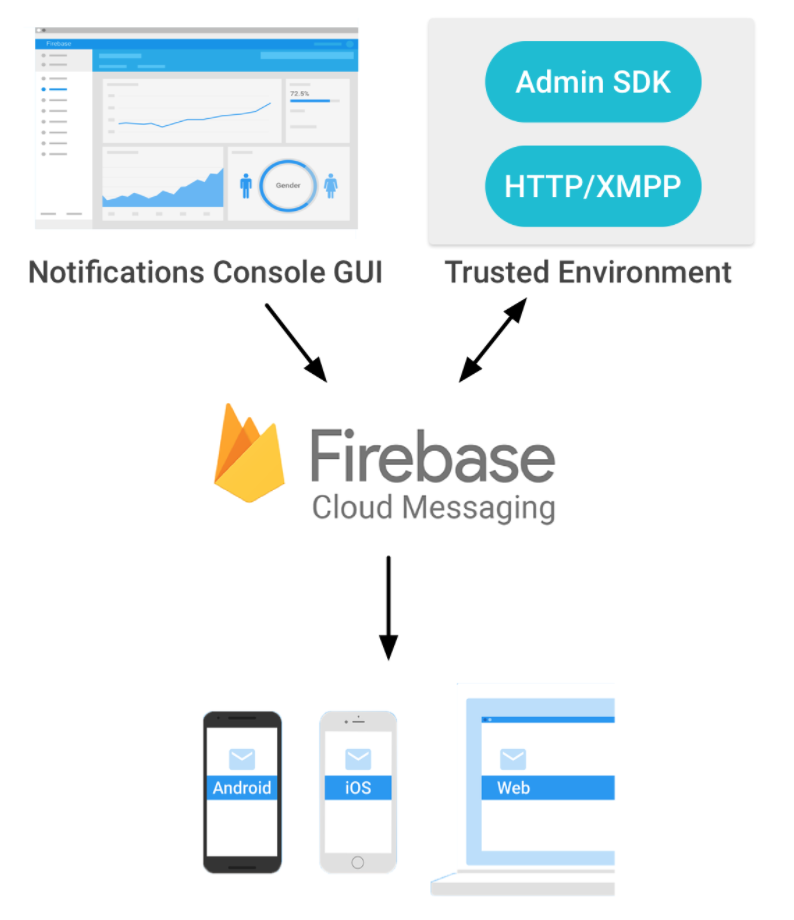 Firebase
72.5%
Gender
Notifications Console GUI
Admin SDK
HTTP/XMPP
Trusted Environment
Firebase
Cloud Messaging
Android
iOS
Web